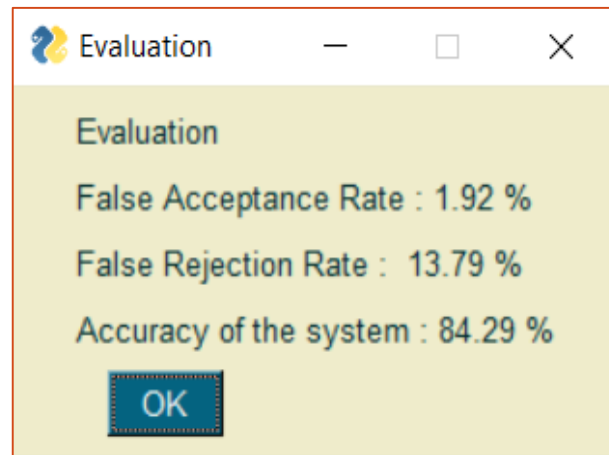 Evaluation
Evaluation
False Acceptance Rate : 1.92 %
False Rejection Rate :  13.79 %
Accuracy of the system : 84.29 %
OK